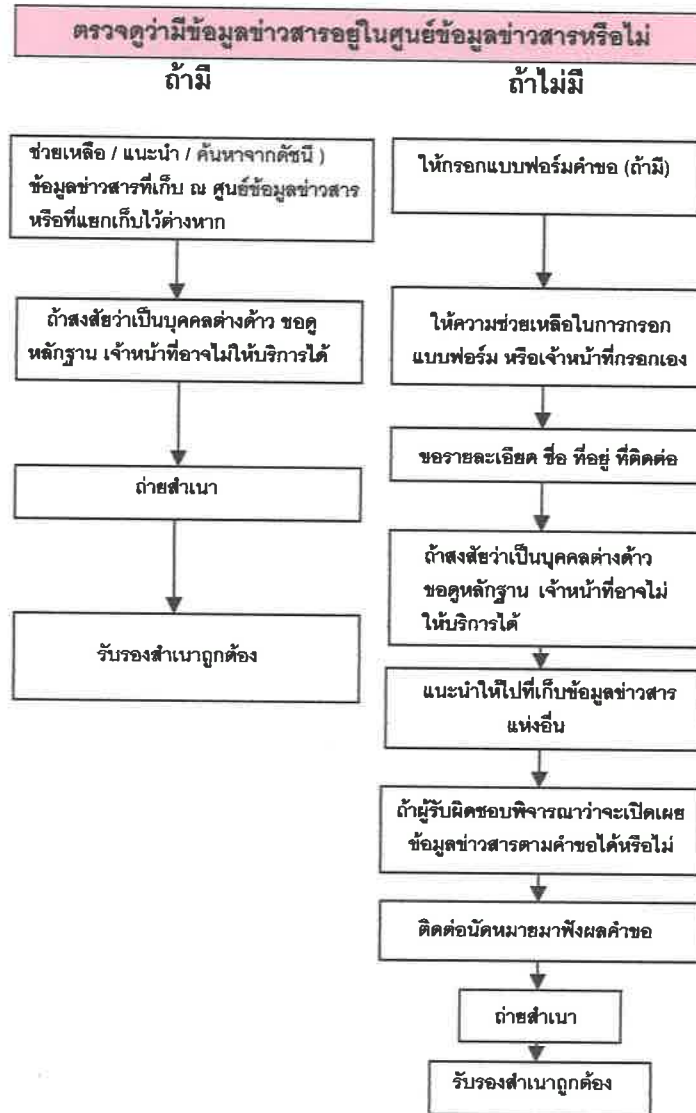 ตรวจดูว่ามีข้อมูลข่าวสารอยู่ในศูนย์ข้อมูลข่าวสารหรือไม่
ถ้ามี
ช่วยเหลือ / แนะนำ / ค้นหาจากดัชนี )
ข้อมูลข่าวสารที่เก็บ ณ ศูนย์ข้อมูลข่าวสาร
หรือที่แยกเก็บไว้ต่างหาก
ถ้าสงสัยว่าเป็นบุคคลต่างด้าว ขอดู
หลักฐาน เจ้าหน้าที่อาจไม่ให้บริการได้
ถ่ายสำเนา
รับรองสำเนาถูกต้อง
ถ้าไม่มี
ให้กรอกแบบฟอร์มคำขอ (ถ้ามี)
ให้ความช่วยเหลือในการกรอก
แบบฟอร์ม หรือเจ้าหน้าที่กรอกเอง
ขอรายละเอียด ชื่อ ที่อยู่ ที่ติดต่อ
ถ้าสงสัยว่าเป็นบุคคลต่างด้าว
ขอดูหลักฐาน เจ้าหน้าที่อาจไม่
ให้บริการได้
แนะนำให้ไปที่เก็บข้อมูลข่าวสาร
แห่งอื่น
ถ้าผู้รับผิดชอบพิจารณาว่าจะเปิดเผย
ข้อมูลข่าวสารตามคำขอได้หรือไม่
ติดต่อนัดหมายมาฟังผลคำขอ
ถ่ายสำเนา
รับรองสำเนาถูกต้อง